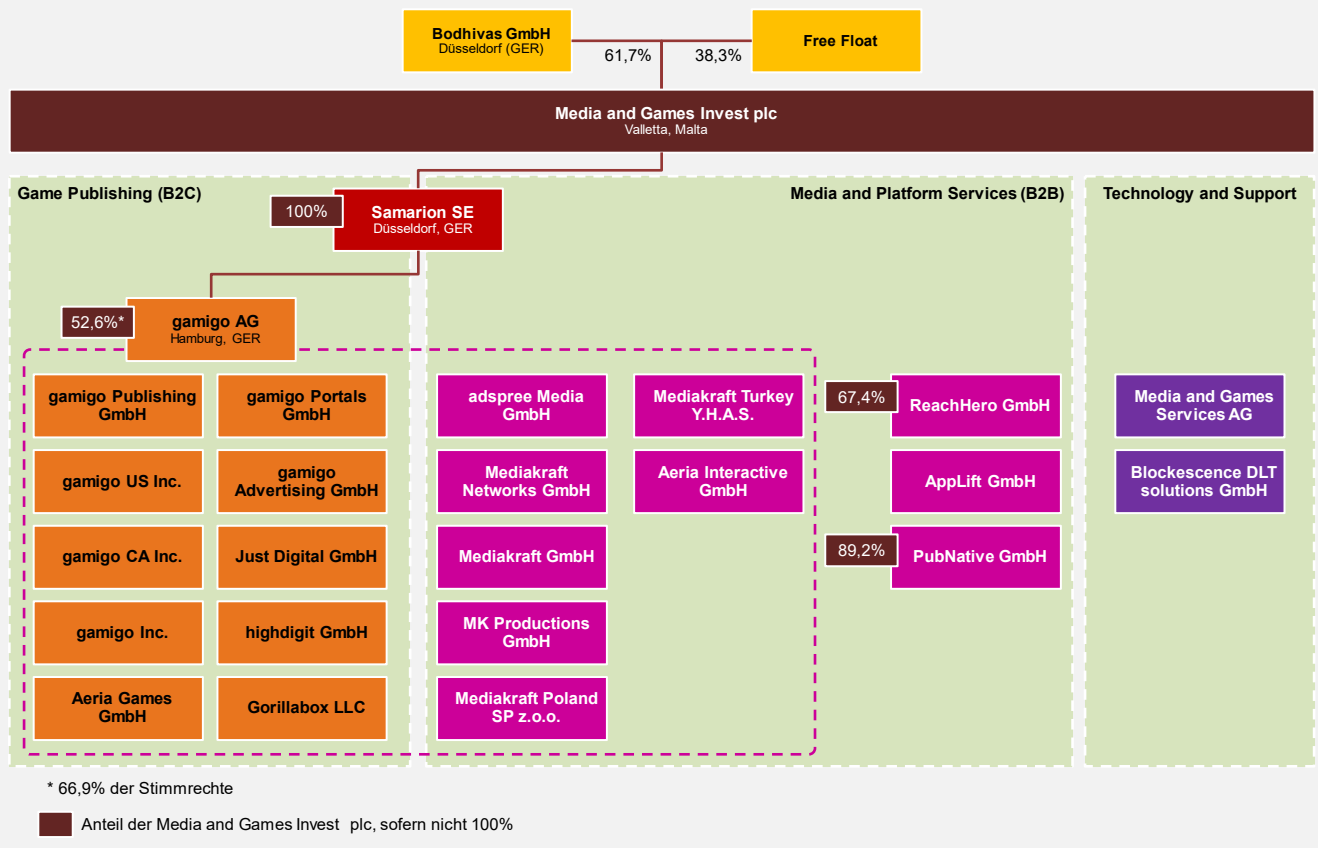 Bodhivas GmbH
Düsseldorf (GER)
61,7%
38,3%
Free Float
Media and Games Invest plc
Valletta, Malta
Game Publishing (B2C)
Media and Platform Services (B2B)
Technology and Support
100%
Samarion SE
Düsseldorf, GER
52,6%*
gamigo AG
Hamburg, GER
gamigo Publishing
GmbH
gamigo Portals
GmbH
gamigo US Inc.
gamigo
Advertising GmbH
gamigo CA Inc.
Just Digital GmbH
gamigo Inc.
highdigit GmbH
Aeria Games
GmbH
Gorillabox LLC
adspree Media
GmbH
Mediakraft Turkey
Y.H.A.S.
Mediakraft
Networks GmbH
Aeria Interactive
GmbH
Mediakraft GmbH
MK Productions
GmbH
Mediakraft Poland
SP z.o.o.
67,4%
ReachHero GmbH
AppLift GmbH
89,2%
PubNative GmbH
Media and Games
Services AG
Blockescence DLT
solutions GmbH
* 66,9% der Stimmrechte
Anteil der Media and Games Invest plc, sofern nicht 100%